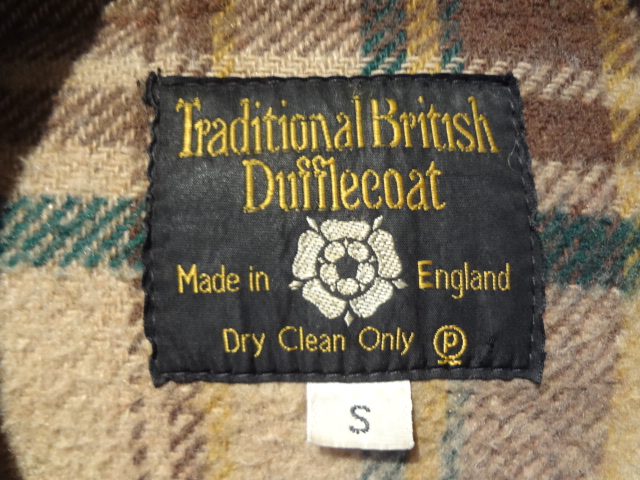 Traditional British
Dufflecoat
Made in England
Dry Clean Only P
S